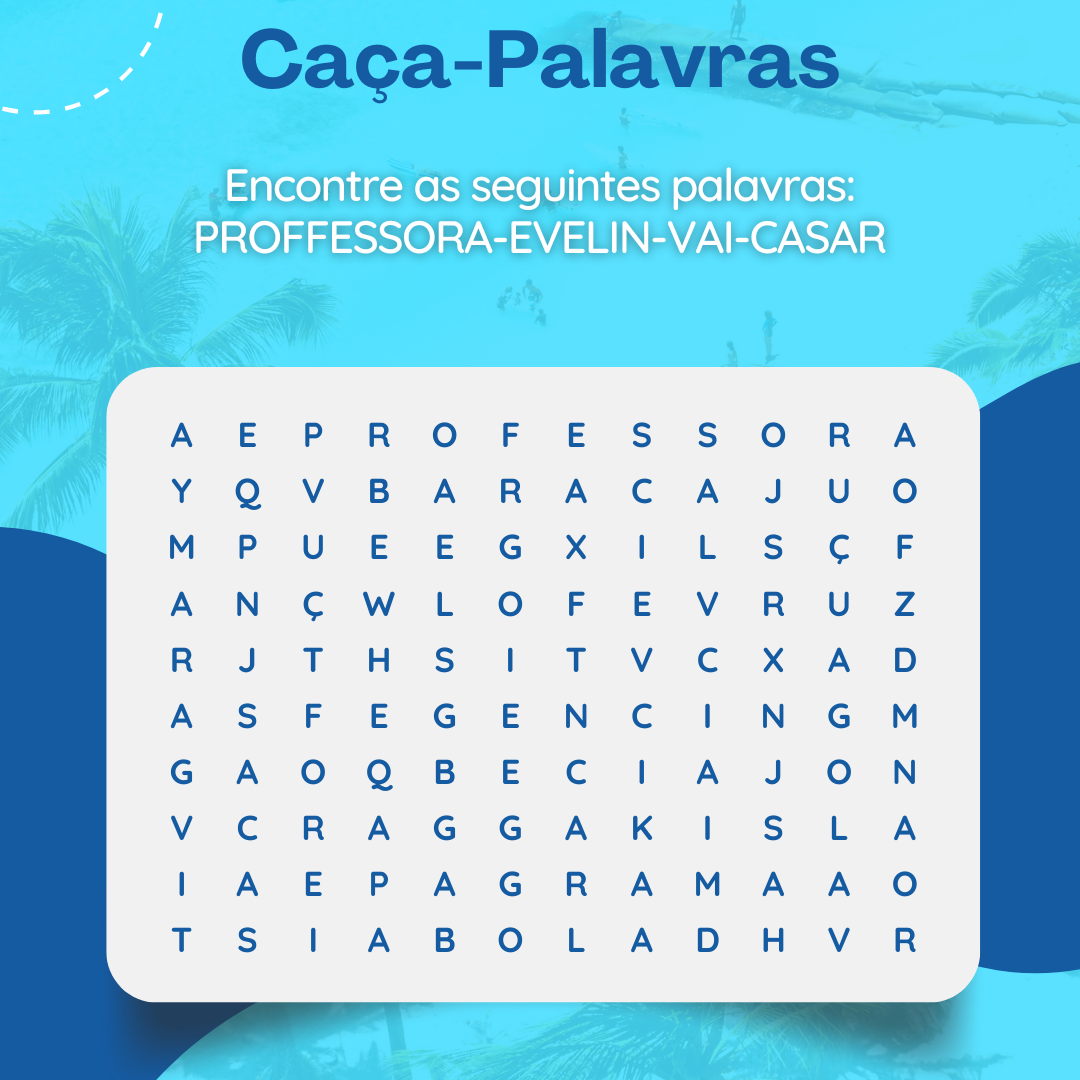 Caça-Palavras
Encontre as seguintes palavras:
PROFFESSORA-EVELIN-VAI-CASAR
A E P R O F E S S O R A
Y Q V B A R A C A J U O
M P U E E G X I L S Ç F
A N Ç W L O F E V R U Z
R J T H S I T V C X A D
A S F E G E N C I N G M
G A O Q B E C I A J O N
V C R A G G A K I S L A
I A E P A G R A M A A O
T S I A B O L A D H V R